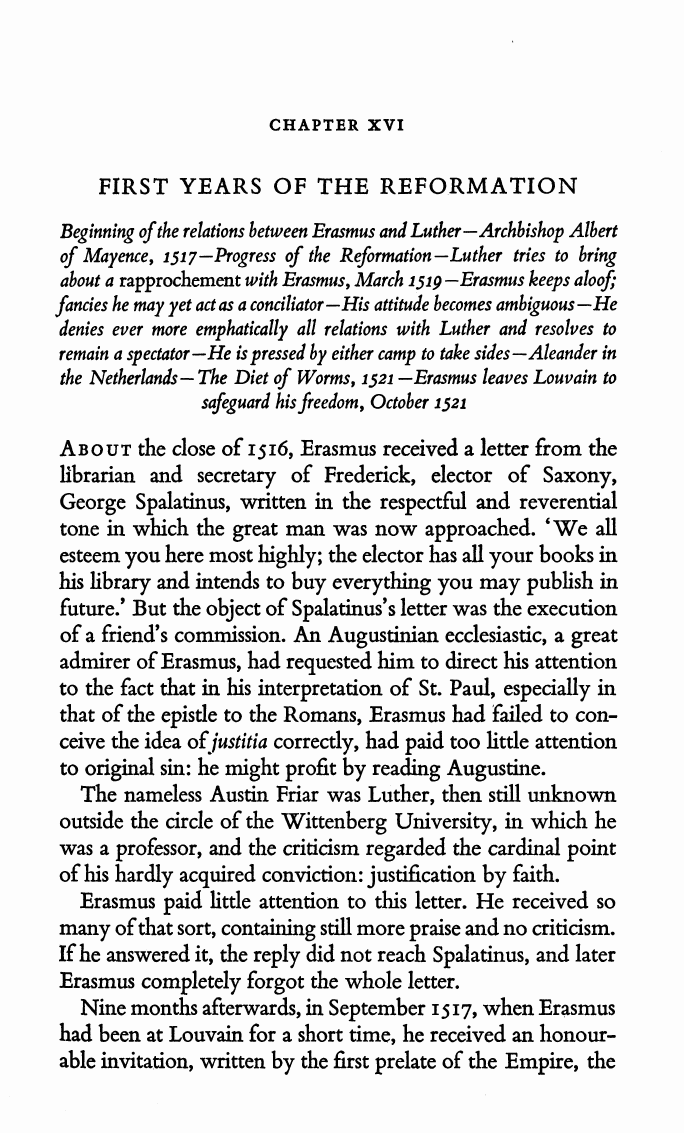 CHAPTER XVI
FIRST YEARS OF THE REFORMATION
Beginning of the relations between Erasmus and Luther—Archbishop Albert
of Mayence, 1517—Progress of the Reformation—Luther tries to bring
about a rapprochement with Erasmus, March 1519—Erasmus keeps aloof;
fancies he may yet act as a conciliator—His attitude becomes ambiguous—He
denies ever more emphatically all relations with Luther and resolves to
remain a spectator—He is pressed by either camp to take sides—Aleander in
the Netherlands—The Diet of Worms, 1521—Erasmus leaves Louvain to
safeguard his freedom, October 1521
ABOUT the close of 1516, Erasmus received a letter from the
librarian and secretary of Frederick, elector of Saxony,
George Spalatinus, written in the respectful and reverential
tone in which the great man was now approached. ‘We all
esteem you here most highly; the elector has all your books in
his library and intends to buy everything you may publish in
future.’ But the object of Spalatinus’s letter was the execution
of a friend’s commission. An Augustinian ecclesiastic, a great
admirer of Erasmus, had requested him to direct his attention
to the fact that in his interpretation of St. Paul, especially in
that of the epistle to the Romans, Erasmus had failed to con-
ceive the idea of justitia correctly, had paid too little attention
to original sin: he might profit by reading Augustine.
The nameless Austin Friar was Luther, then still unknown
outside the circle of the Wittenberg University, in which he
was a professor, and the criticism regarded the cardinal point
of his hardly acquired conviction: justification by faith.
Erasmus paid little attention to this letter. He received so
many of that sort, containing still more praise and no criticism.
If he answered it, the reply did not reach Spalatinus, and later
Erasmus completely forgot the whole letter.
Nine months afterwards, in September 1517, when Erasmus
had been at Louvain for a short time, he received an honour-
able invitation, written by the first prelate of the Empire, the